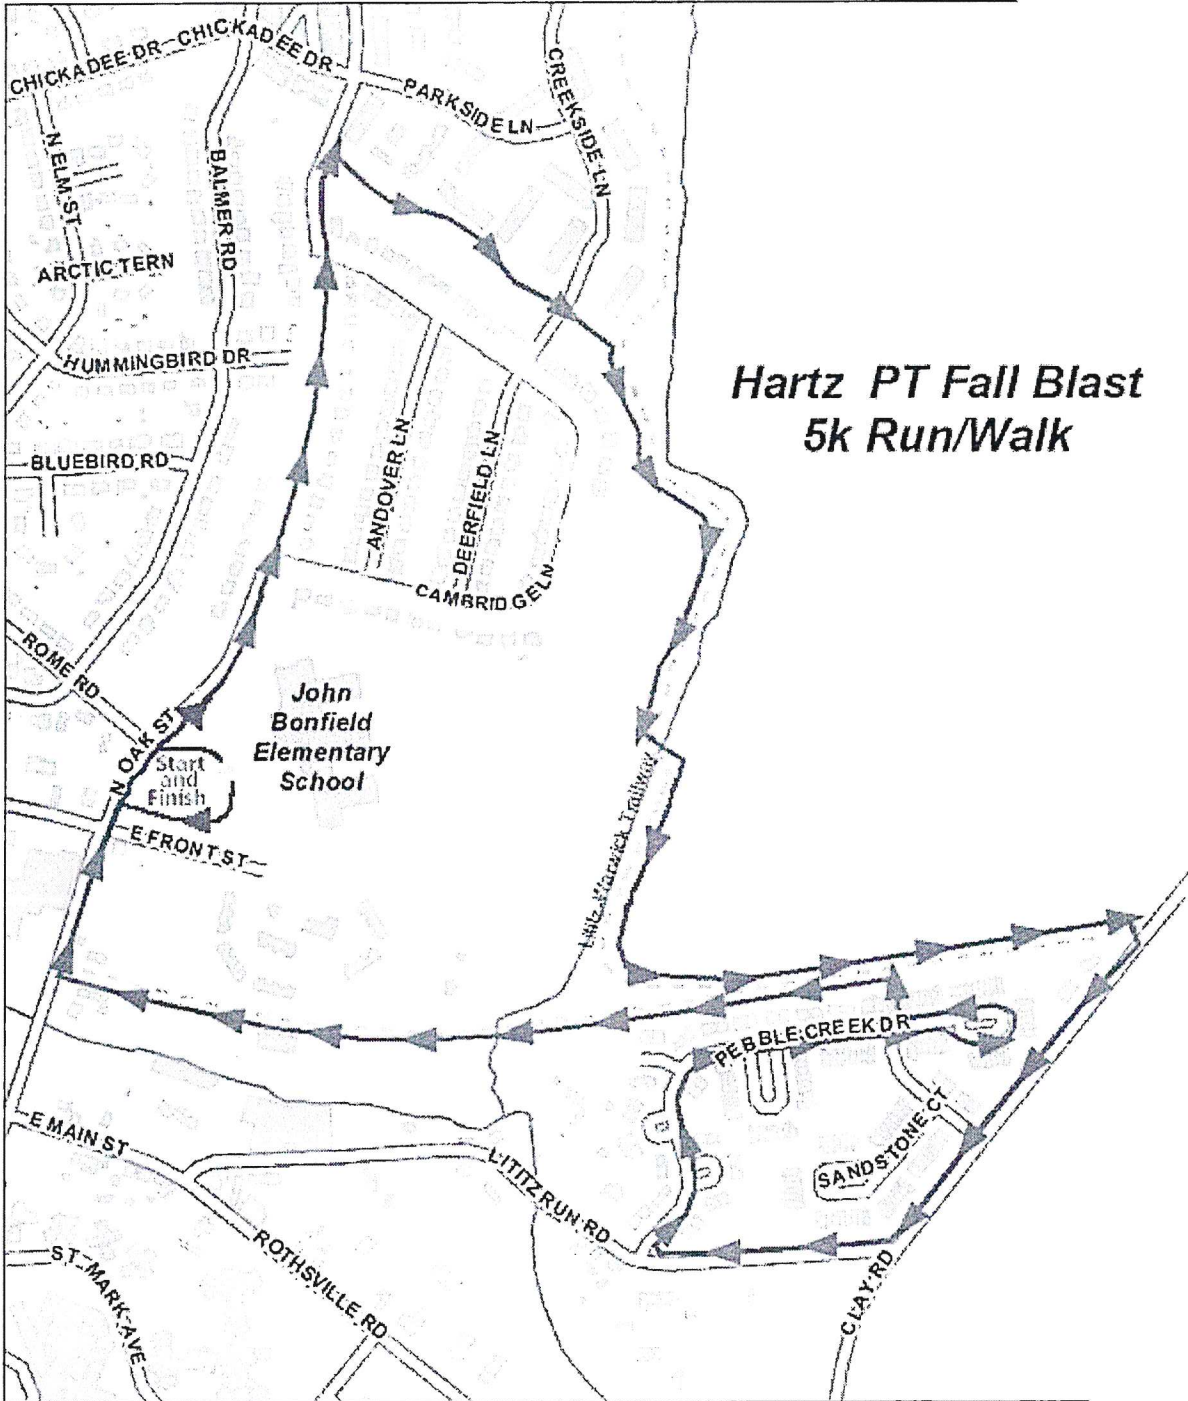 CHICKADEE DR
CHICKADEE DR
PARKSIDE LN
CREEKSIDE LN
N ELM ST
BALMER RD
ARCTIC TERN
HUMMINGBIRD DR
Hartz PT Fall Blast
5k Run/Walk
BLUEBIRD RD
ANDOVER LN
DEERFIELD LN
CAMBRIDGE LN
ROME RD
N OAK ST
John
Bonfield
Elementary
School
Start
and
Finish
E FRONT ST
Lititz Warwick Trailway
PEBBLE CREEK DR
SANDSTONE CT
E MAIN ST
LITITZ RUN RD
ROTHSVILLE RD
ST MARK AVE
CLAY RD